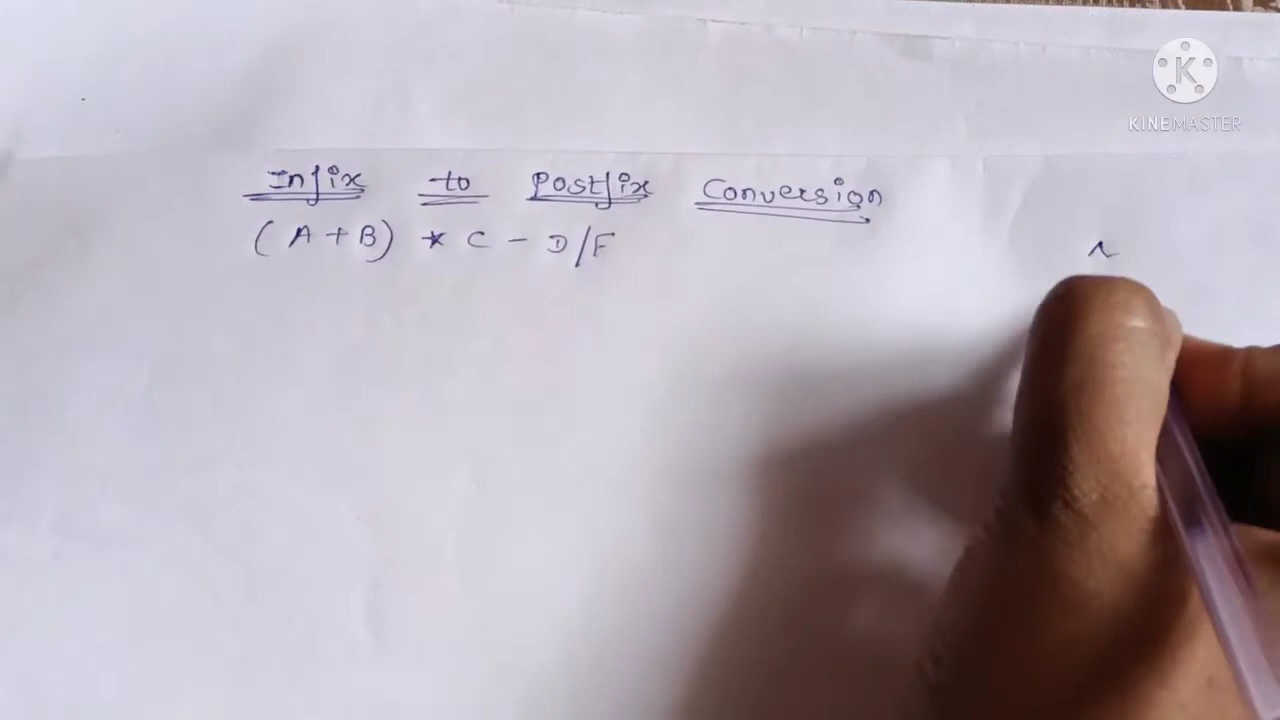 Infix to Postfix Conversion
(A+B) * C - D/F
^
KINEMASTER